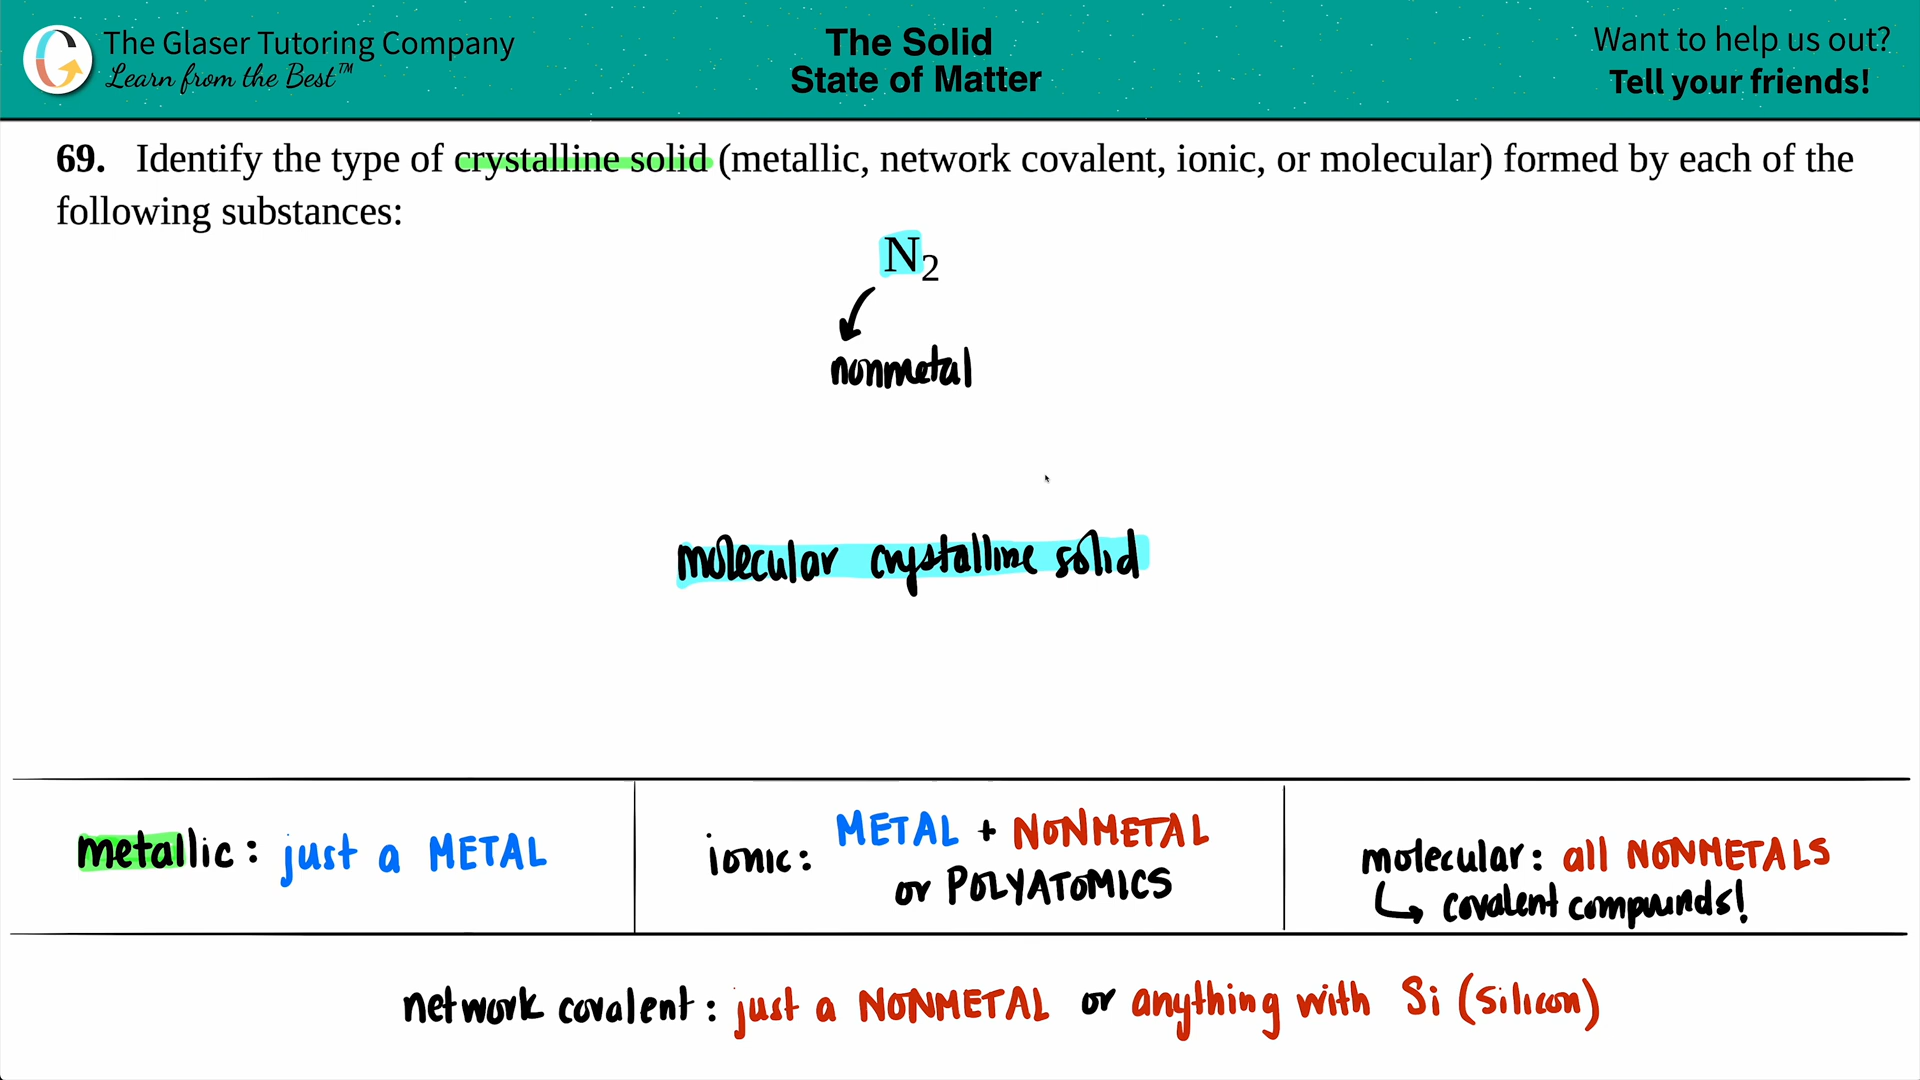 The Glaser Tutoring Company
Learn from the Best™
The Solid
State of Matter
Want to help us out?
Tell your friends!
69. Identify the type of crystalline solid (metallic, network covalent, ionic, or molecular) formed by each of the
following substances:
N₂
nonmetal
molecular crystalline solid
metallic: just a METAL
ionic: METAL + NONMETAL
or POLYATOMICS
molecular: all NONMETALS
↳ covalent compounds!
network covalent: just a NONMETAL or anything with Si (silicon)